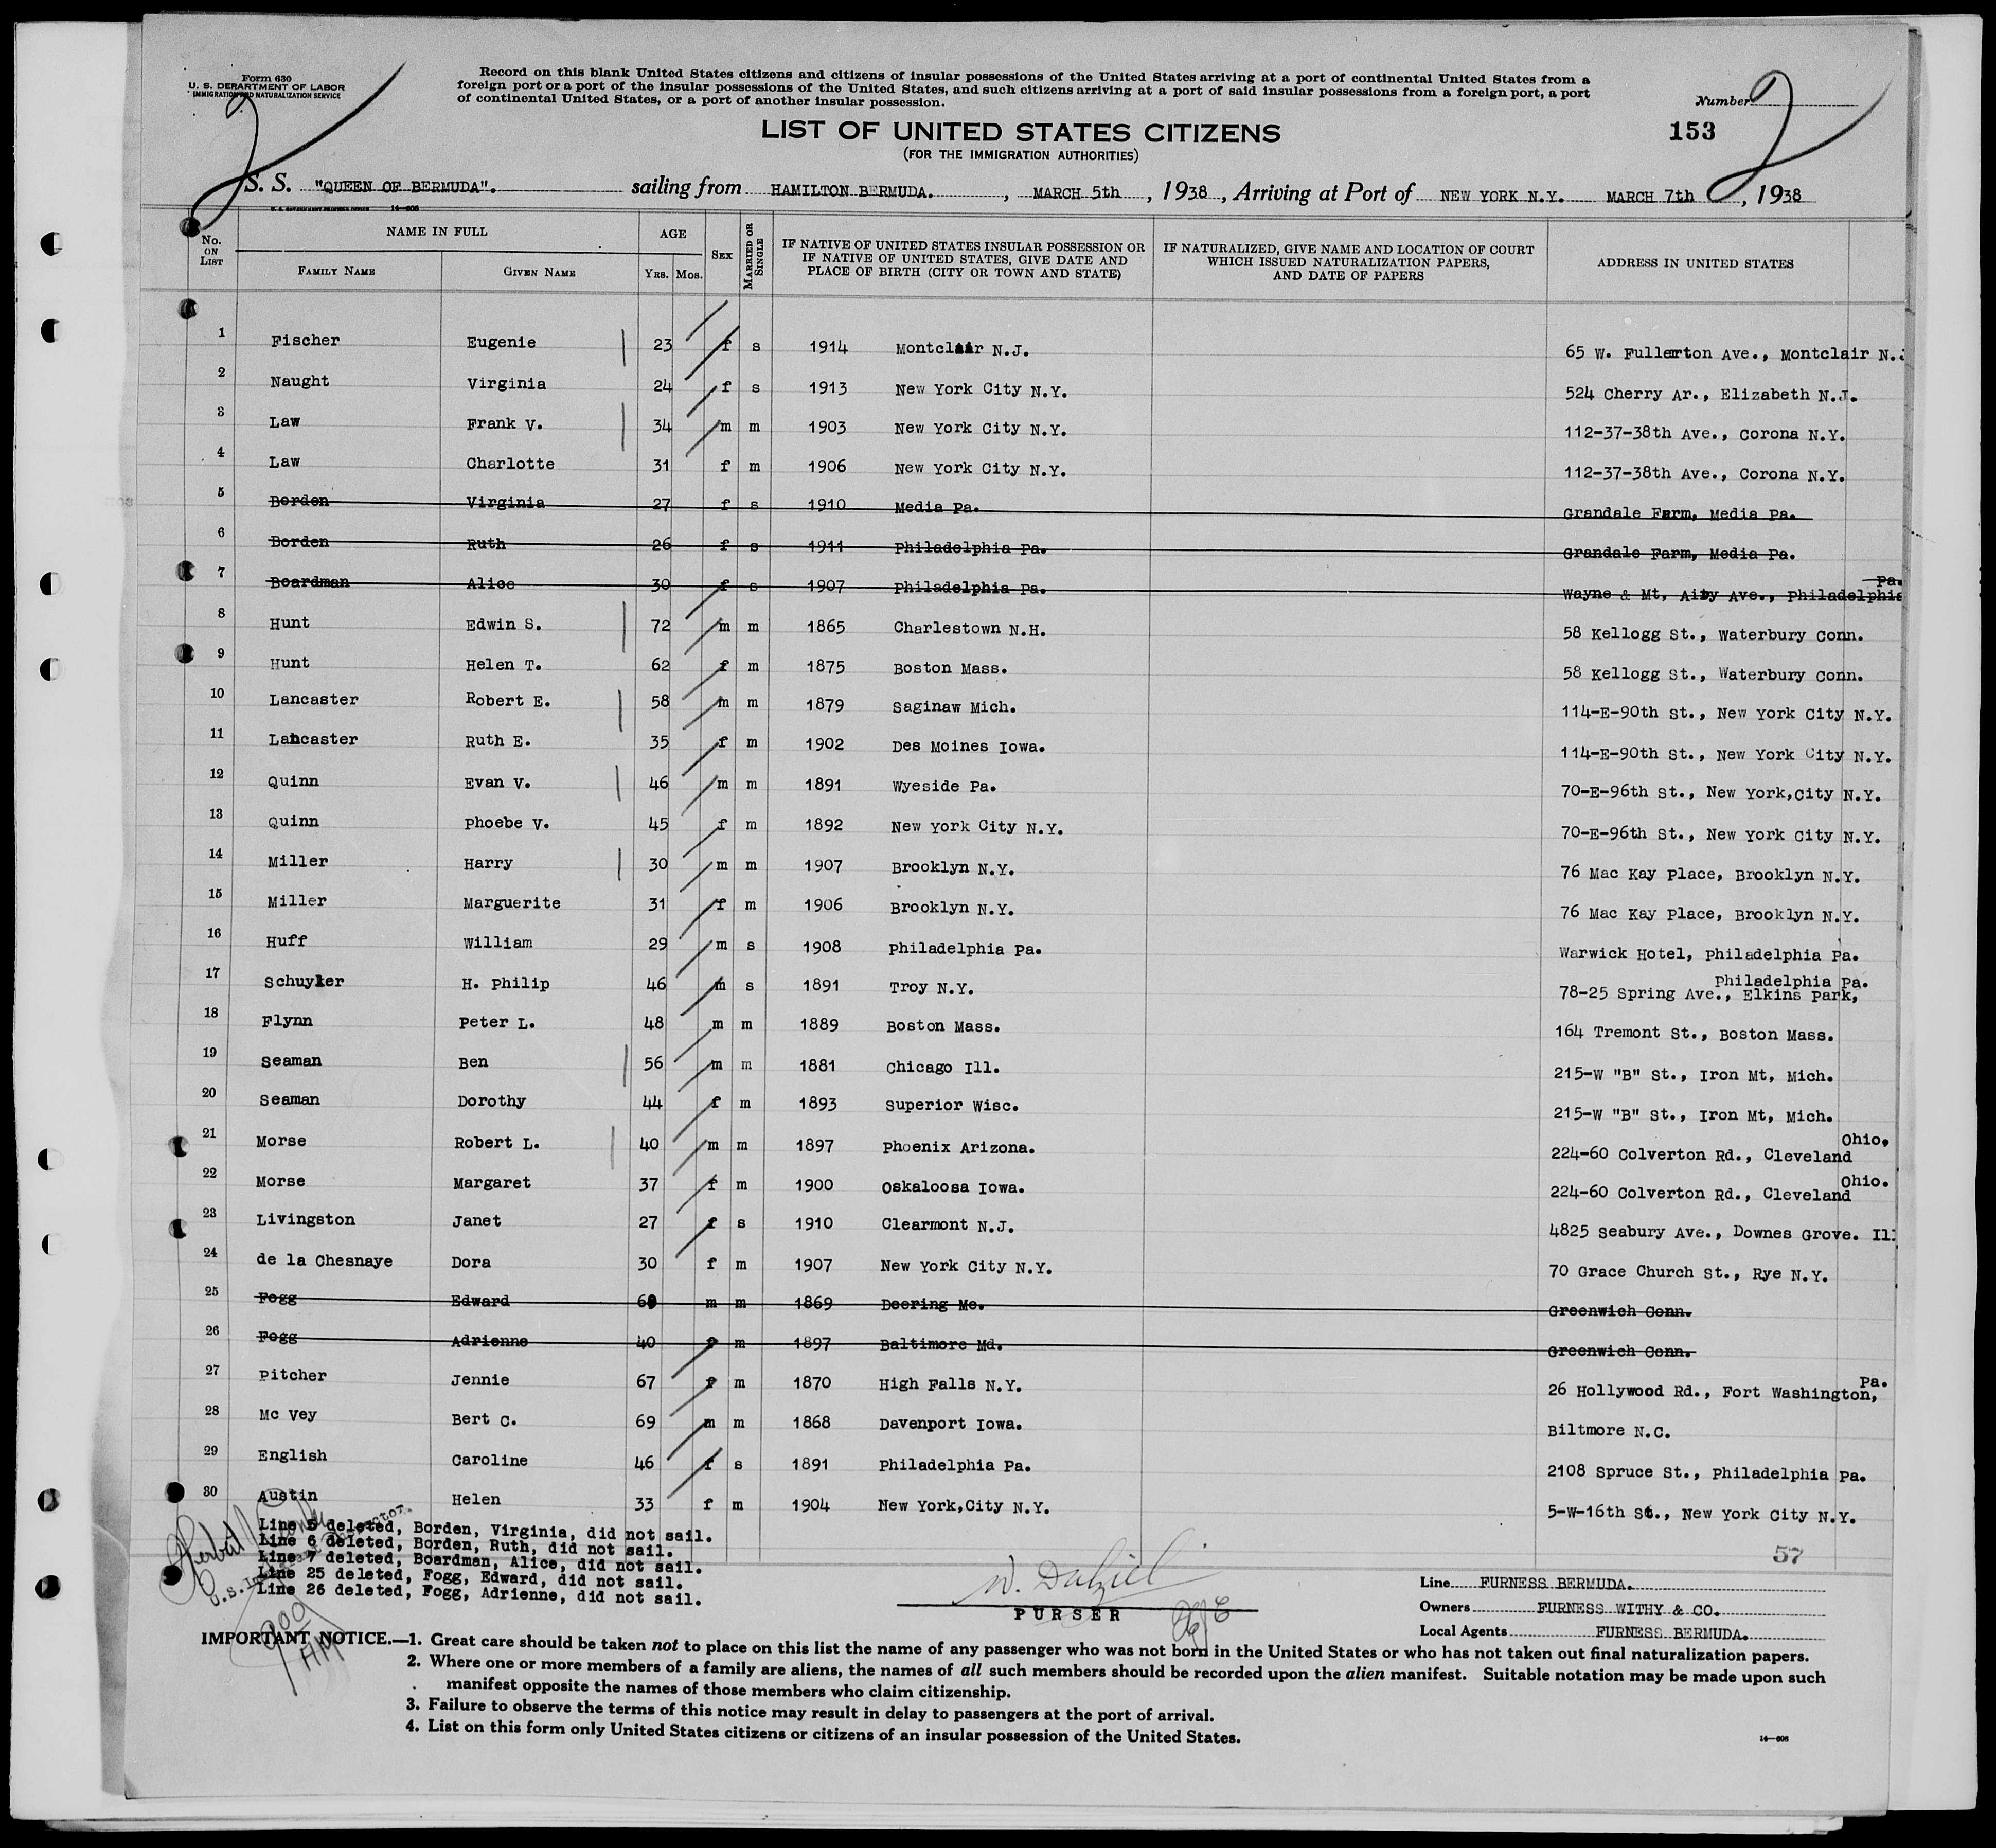 Form 630
U. S. DEPARTMENT OF LABOR
IMMIGRATION AND NATURALIZATION SERVICE
Record on this blank United States citizens and citizens of insular possessions of the United States arriving at a port of continental United States from a
foreign port or a port of the insular possessions of the United States, and such citizens arriving at a port of said insular possessions from a foreign port, a port
of continental United States, or a port of another insular possession.
Number 2
2
153
LIST OF UNITED STATES CITIZENS
(FOR THE IMMIGRATION AUTHORITIES)
S. S. "QUEEN OF BERMUDA". sailing from HAMILTON BERMUDA. , MARCH 5th , 1938 , Arriving at Port of NEW YORK N.Y. MARCH 7th , 1938
U. S. GOVERNMENT PRINTING OFFICE 14—608
No. ON LIST
NAME IN FULL
FAMILY NAME GIVEN NAME
AGE
YRS. MOS.
SEX
MARRIED OR SINGLE
IF NATIVE OF UNITED STATES INSULAR POSSESSION OR
IF NATIVE OF UNITED STATES, GIVE DATE AND
PLACE OF BIRTH (CITY OR TOWN AND STATE)
IF NATURALIZED, GIVE NAME AND LOCATION OF COURT
WHICH ISSUED NATURALIZATION PAPERS,
AND DATE OF PAPERS
ADDRESS IN UNITED STATES
1 Fischer Eugenie 23 f s 1914 Montclair N.J. 65 W. Fullerton Ave., Montclair N.J
2 Naught Virginia 24 f s 1913 New York City N.Y. 524 Cherry Ar., Elizabeth N.J.
3 Law Frank V. 34 m m 1903 New York City N.Y. 112-37-38th Ave., Corona N.Y.
4 Law Charlotte 31 f m 1906 New York City N.Y. 112-37-38th Ave., Corona N.Y.
5 Borden Virginia 27 f s 1910 Media Pa. Grandale Farm, Media Pa.
6 Borden Ruth 26 f s 1911 Philadelphia Pa. Grandale Farm, Media Pa.
7 Boardman Alice 30 f s 1907 Philadelphia Pa. Wayne & Mt, Airy Ave., Philadelphia Pa.
8 Hunt Edwin S. 72 m m 1865 Charlestown N.H. 58 Kellogg St., Waterbury Conn.
9 Hunt Helen T. 62 f m 1875 Boston Mass. 58 Kellogg St., Waterbury Conn.
10 Lancaster Robert E. 58 m m 1879 Saginaw Mich. 114-E-90th St., New York City N.Y.
11 Lancaster Ruth E. 35 f m 1902 Des Moines Iowa. 114-E-90th St., New York City N.Y.
12 Quinn Evan V. 46 m m 1891 Wyeside Pa. 70-E-96th St., New York,City N.Y.
13 Quinn Phoebe V. 45 f m 1892 New York City N.Y. 70-E-96th St., New York City N.Y.
14 Miller Harry 30 m m 1907 Brooklyn N.Y. 76 Mac Kay Place, Brooklyn N.Y.
15 Miller Marguerite 31 f m 1906 Brooklyn N.Y. 76 Mac Kay Place, Brooklyn N.Y.
16 Huff William 29 m s 1908 Philadelphia Pa. Warwick Hotel, Philadelphia Pa.
17 Schuyler H. Philip 46 m s 1891 Troy N.Y. 78-25 Spring Ave., Elkins Park, Philadelphia Pa.
18 Flynn Peter L. 48 m m 1889 Boston Mass. 164 Tremont St., Boston Mass.
19 Seaman Ben 56 m m 1881 Chicago Ill. 215-W "B" St., Iron Mt, Mich.
20 Seaman Dorothy 44 f m 1893 Superior Wisc. 215-W "B" St., Iron Mt, Mich.
21 Morse Robert L. 40 m m 1897 Phoenix Arizona. 224-60 Colverton Rd., Cleveland Ohio.
22 Morse Margaret 37 f m 1900 Oskaloosa Iowa. 224-60 Colverton Rd., Cleveland Ohio.
23 Livingston Janet 27 f s 1910 Clearmont N.J. 4825 Seabury Ave., Downes Grove. Ill
24 de la Chesnaye Dora 30 f m 1907 New York City N.Y. 70 Grace Church St., Rye N.Y.
25 Fogg Edward 68 m m 1869 Deering Me. Greenwich Conn.
26 Fogg Adrienne 40 f m 1897 Baltimore Md. Greenwich Conn.
27 Pitcher Jennie 67 f m 1870 High Falls N.Y. 26 Hollywood Rd., Fort Washington, Pa.
28 Mc Vey Bert C. 69 m m 1868 Davenport Iowa. Biltmore N.C.
29 English Caroline 46 f s 1891 Philadelphia Pa. 2108 Spruce St., Philadelphia Pa.
30 Austin Helen 33 f m 1904 New York,City N.Y. 5-W-16th St., New York City N.Y.
Line 5 deleted, Borden, Virginia, did not sail.
Line 6 deleted, Borden, Ruth, did not sail.
Line 7 deleted, Boardman, Alice, did not sail.
Line 25 deleted, Fogg, Edward, did not sail.
Line 26 deleted, Fogg, Adrienne, did not sail.
U.S. Immigrant Inspector.
900
AM
57
W. Dalziel
PURSER
Line FURNESS BERMUDA.
Owners FURNESS WITHY & CO.
Local Agents FURNESS BERMUDA.
IMPORTANT NOTICE.—1. Great care should be taken not to place on this list the name of any passenger who was not born in the United States or who has not taken out final naturalization papers.
2. Where one or more members of a family are aliens, the names of all such members should be recorded upon the alien manifest. Suitable notation may be made upon such
manifest opposite the names of those members who claim citizenship.
3. Failure to observe the terms of this notice may result in delay to passengers at the port of arrival.
4. List on this form only United States citizens or citizens of an insular possession of the United States.
14—608